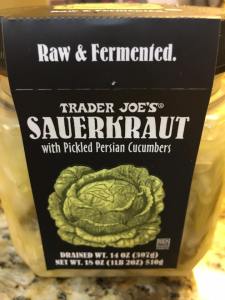 Raw & Fermented.
TRADER JOE'S®
SAUERKRAUT
with Pickled Persian Cucumbers
DRAINED WT. 14 OZ (397g)
NET WT. 18 OZ (1LB 2OZ) 510g